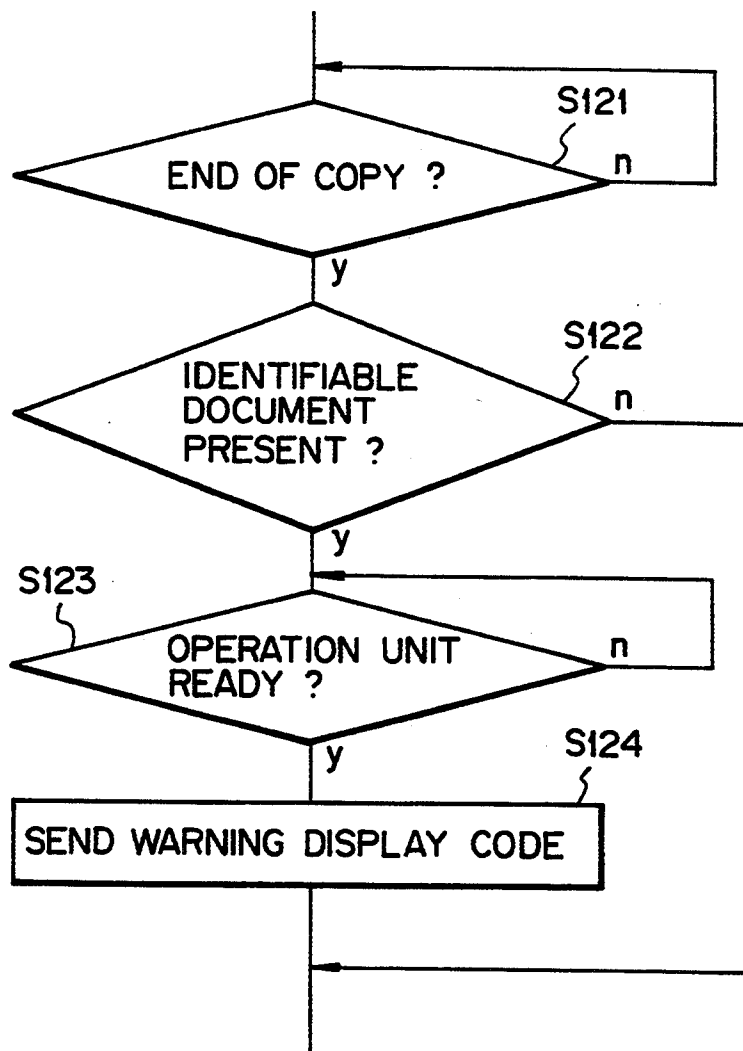 S121
END OF COPY ?
n
y
S122
IDENTIFIABLE
DOCUMENT
PRESENT ?
n
y
S123
OPERATION UNIT
READY ?
n
y
S124
SEND WARNING DISPLAY CODE